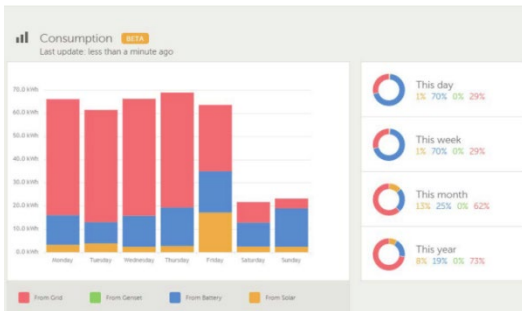 Consumption BETA
Last update: less than a minute ago
70.0 kWh
60.0 kWh
50.0 kWh
40.0 kWh
30.0 kWh
20.0 kWh
10.0 kWh
0.0 kWh
Monday Tuesday Wednesday Thursday Friday Saturday Sunday
From Grid From Genset From Battery From Solar
This day
1% 70% 0% 29%
This week
1% 70% 0% 29%
This month
13% 25% 0% 62%
This year
8% 19% 0% 73%